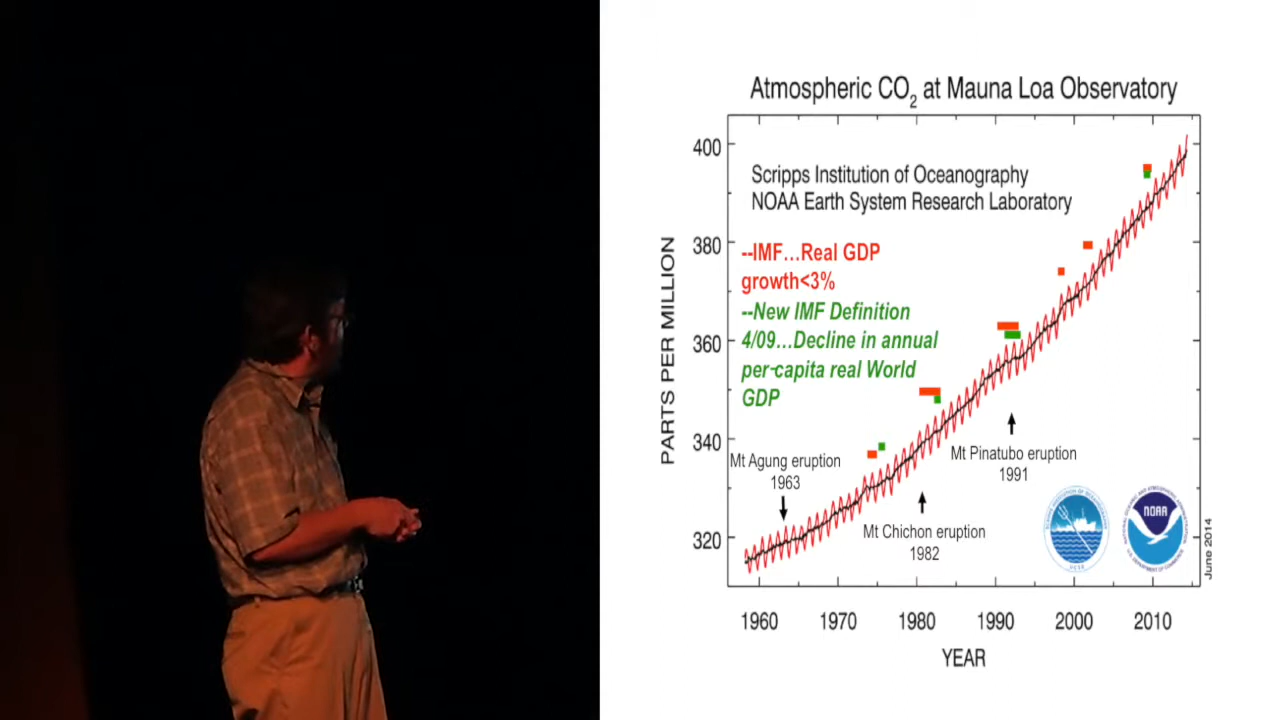 Atmospheric CO2 at Mauna Loa Observatory
400
380
360
340
320
PARTS PER MILLION
Scripps Institution of Oceanography
NOAA Earth System Research Laboratory
--IMF...Real GDP
growth<3%
--New IMF Definition
4/09...Decline in annual
per-capita real World
GDP
Mt Agung eruption
1963
Mt Pinatubo eruption
1991
Mt Chichon eruption
1982
NOAA
June 2014
1960 1970 1980 1990 2000 2010
YEAR